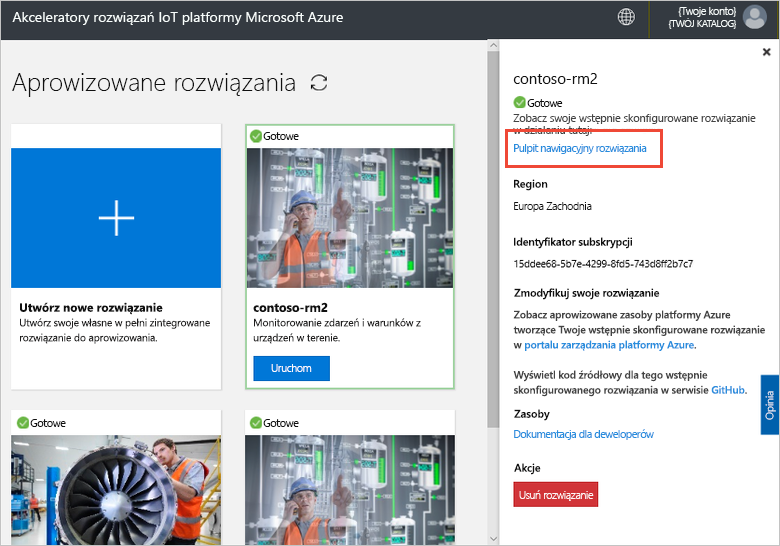 Akceleratory rozwiązań IoT platformy Microsoft Azure
{Twoje konto}
{TWÓJ KATALOG}
Aprowizowane rozwiązania
Utwórz nowe rozwiązanie
Utwórz swoje własne w pełni zintegrowane
rozwiązanie do aprowizowania.
Gotowe
contoso-rm2
Monitorowanie zdarzeń i warunków z
urządzeń w terenie.
Uruchom
Gotowe
Gotowe
contoso-rm2
Gotowe
Zobacz swoje wstępnie skonfigurowane rozwiązanie
w działaniu tutaj:
Pulpit nawigacyjny rozwiązania
Region
Europa Zachodnia
Identyfikator subskrypcji
15ddee68-5b7e-4299-8fd5-743d8ff2b7c7
Zmodyfikuj swoje rozwiązanie
Zobacz aprowizowane zasoby platformy Azure
tworzące Twoje wstępnie skonfigurowane rozwiązanie
w portalu zarządzania platformy Azure.
Wyświetl kod źródłowy dla tego wstępnie
skonfigurowanego rozwiązania w serwisie GitHub.
Zasoby
Dokumentacja dla deweloperów
Akcje
Usuń rozwiązanie
Opinia